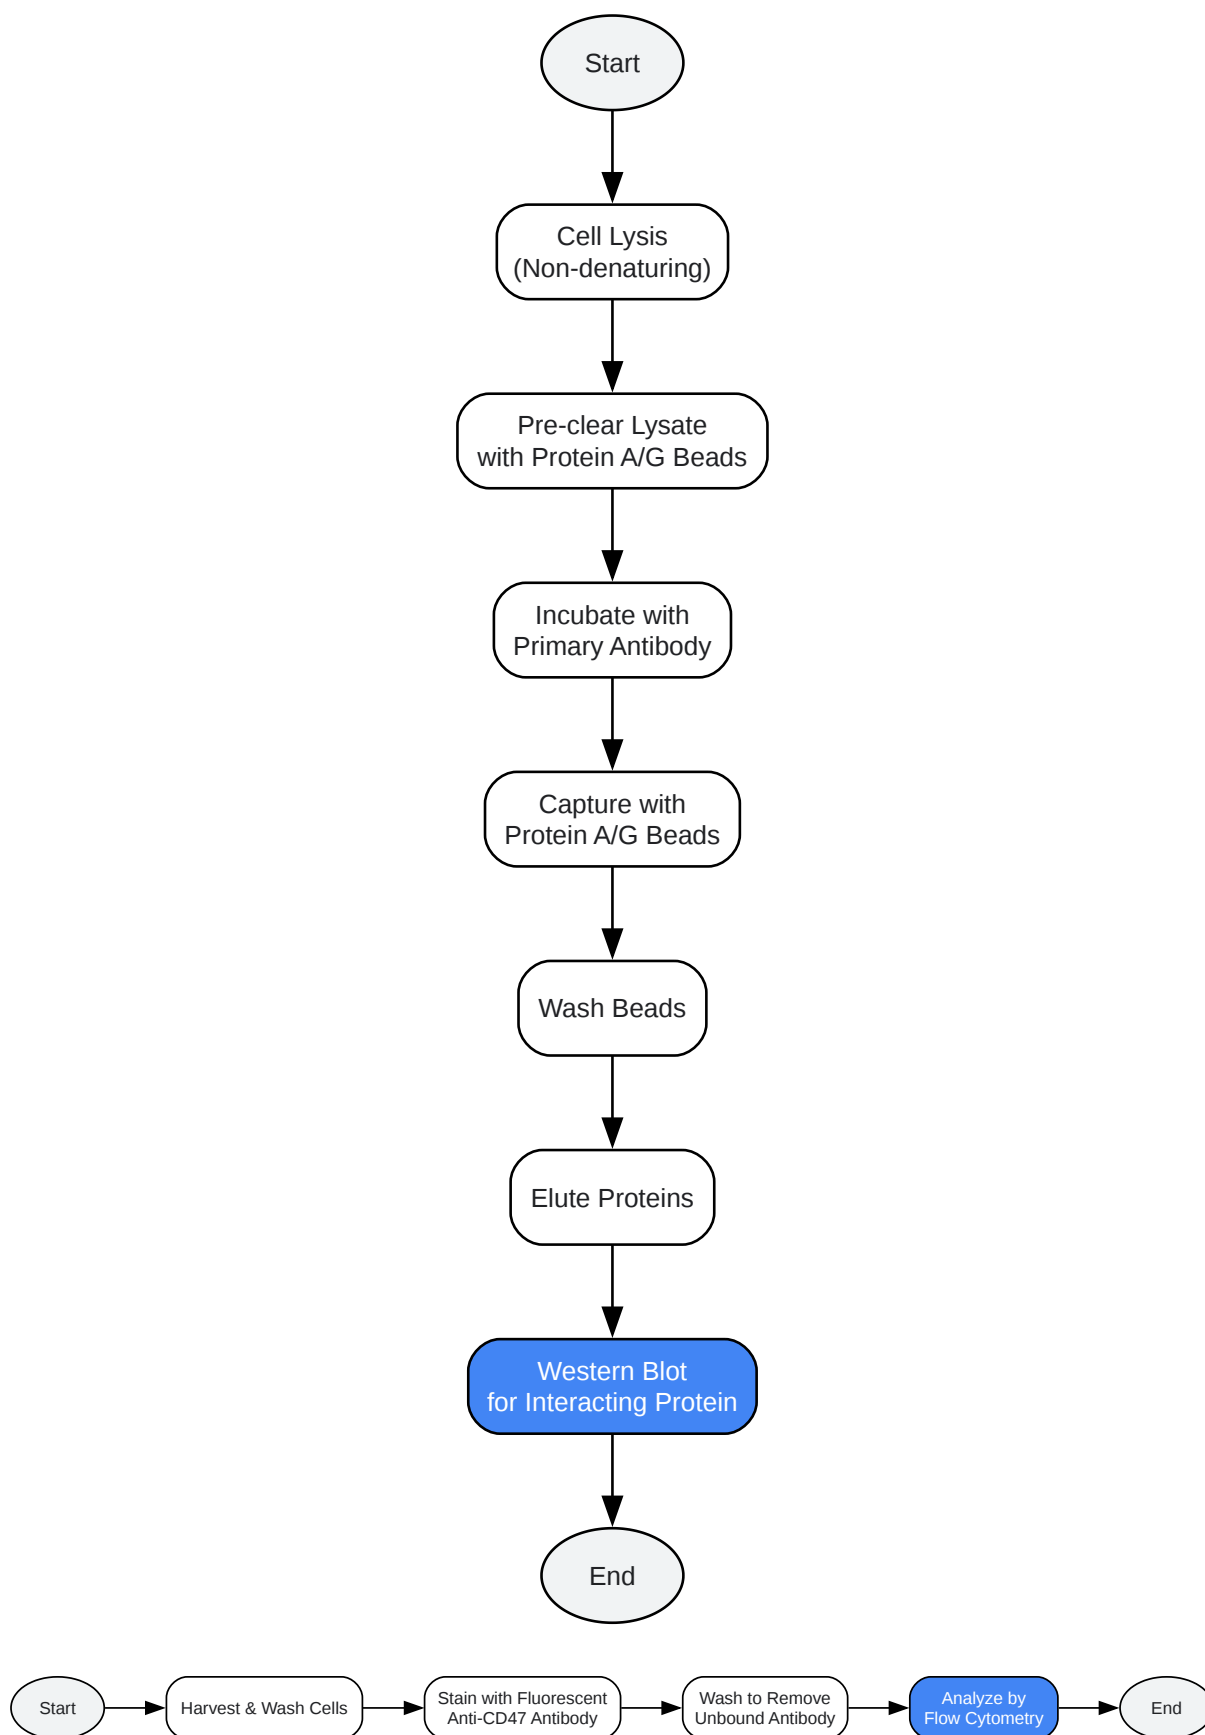 Start
Cell Lysis
(Non-denaturing)
Pre-clear Lysate
with Protein A/G Beads
Incubate with
Primary Antibody
Capture with
Protein A/G Beads
Wash Beads
Elute Proteins
Western Blot
for Interacting Protein
End
Start
Harvest & Wash Cells
Stain with Fluorescent
Anti-CD47 Antibody
Wash to Remove
Unbound Antibody
Analyze by
Flow Cytometry
End